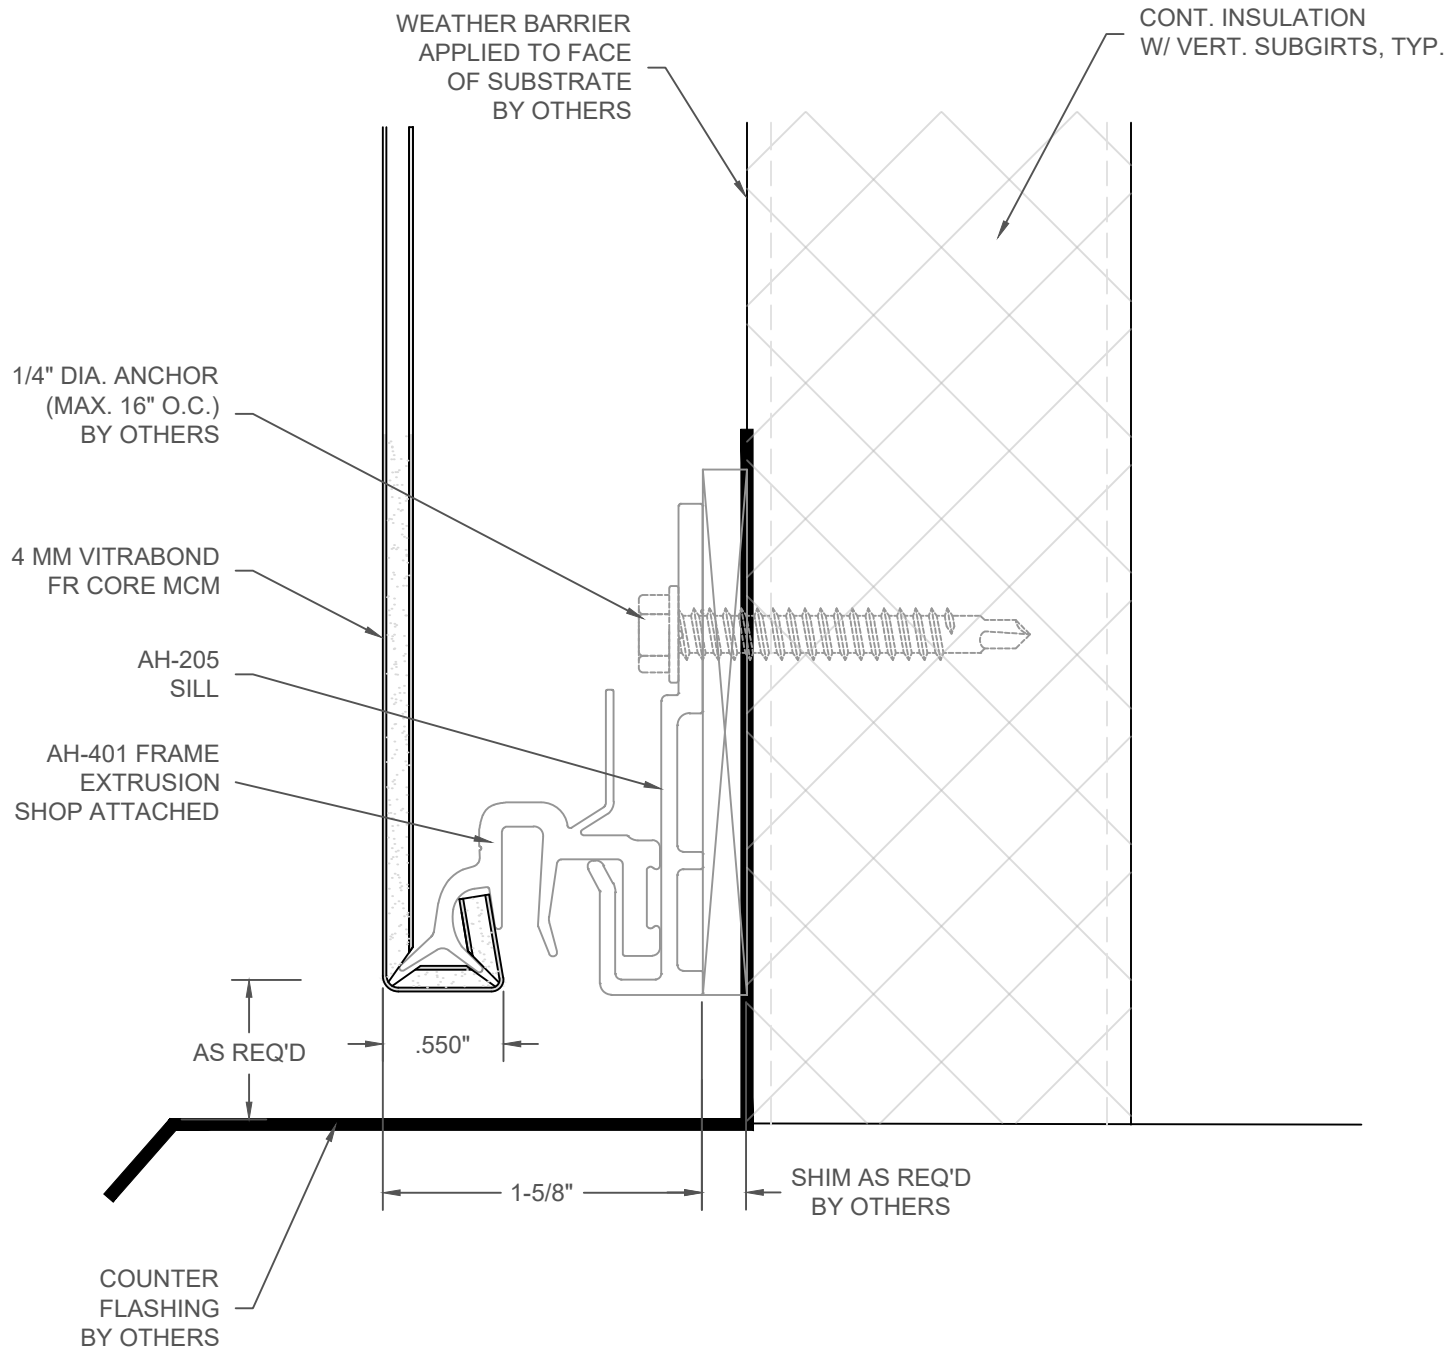 WEATHER BARRIER
APPLIED TO FACE
OF SUBSTRATE
BY OTHERS
CONT. INSULATION
W/ VERT. SUBGIRTS, TYP.
1/4" DIA. ANCHOR
(MAX. 16" O.C.)
BY OTHERS
4 MM VITRABOND
FR CORE MCM
AH-205
SILL
AH-401 FRAME
EXTRUSION
SHOP ATTACHED
AS REQ'D
.550"
1-5/8"
SHIM AS REQ'D
BY OTHERS
COUNTER
FLASHING
BY OTHERS